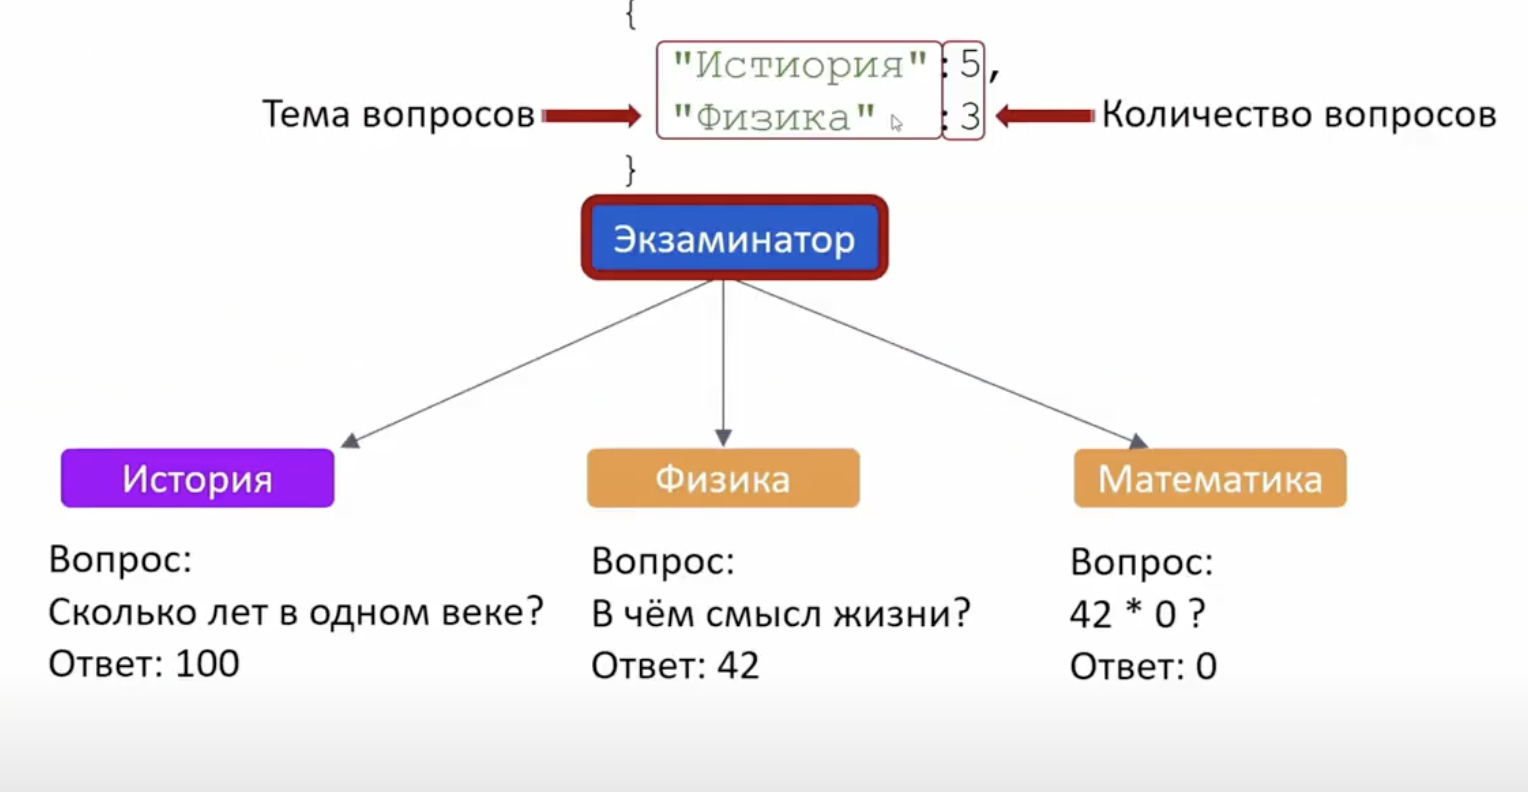 {
"Истиория":5,
Тема вопросов "Физика" :3 Количество вопросов
}
Экзаминатор
История Физика Математика
Вопрос: Вопрос: Вопрос:
Сколько лет в одном веке? В чём смысл жизни? 42 * 0 ?
Ответ: 100 Ответ: 42 Ответ: 0